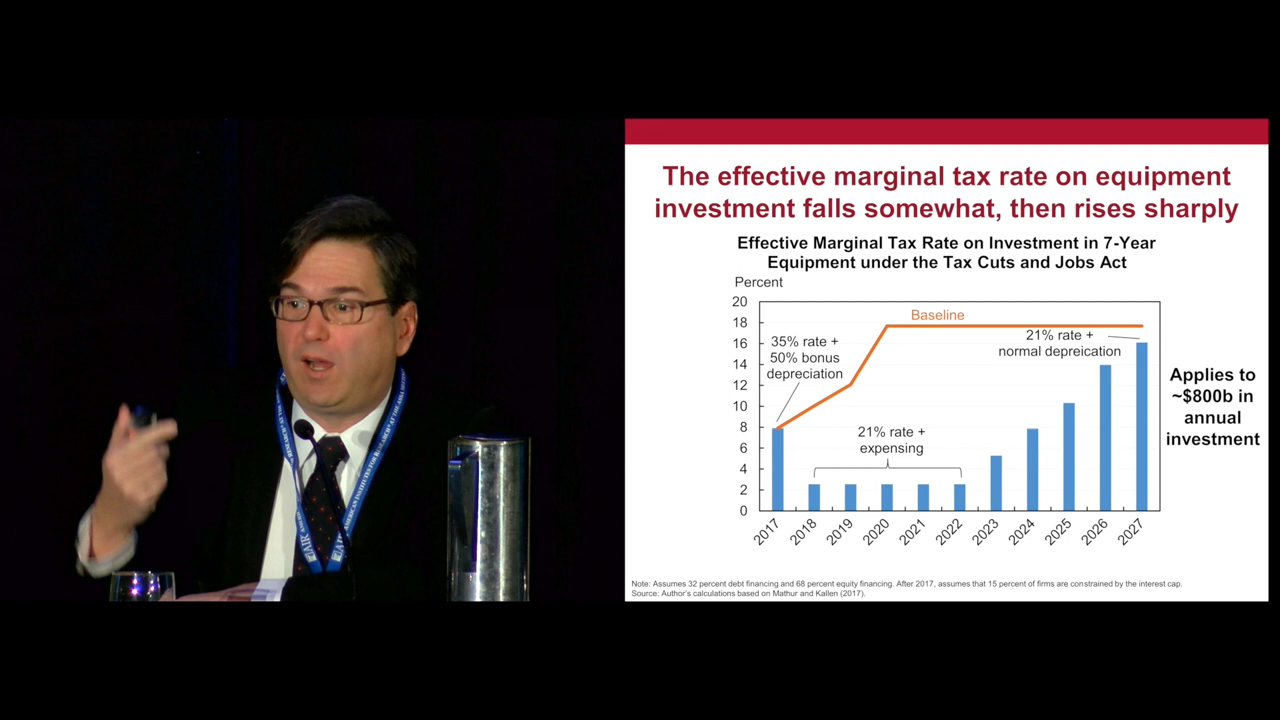 The effective marginal tax rate on equipment
investment falls somewhat, then rises sharply
Effective Marginal Tax Rate on Investment in 7-Year
Equipment under the Tax Cuts and Jobs Act
Percent
20
18
16
14
12
10
8
6
4
2
0
Baseline
35% rate +
50% bonus
depreciation
21% rate +
expensing
21% rate +
normal depreication
2017
2018
2019
2020
2021
2022
2023
2024
2025
2026
2027
Applies to
~$800b in
annual
investment
Note: Assumes 32 percent debt financing and 68 percent equity financing. After 2017, assumes that 15 percent of firms are constrained by the interest cap.
Source: Author's calculations based on Mathur and Kallen (2017).
AIR AMERICAN INSTITUTES FOR RESEARCH